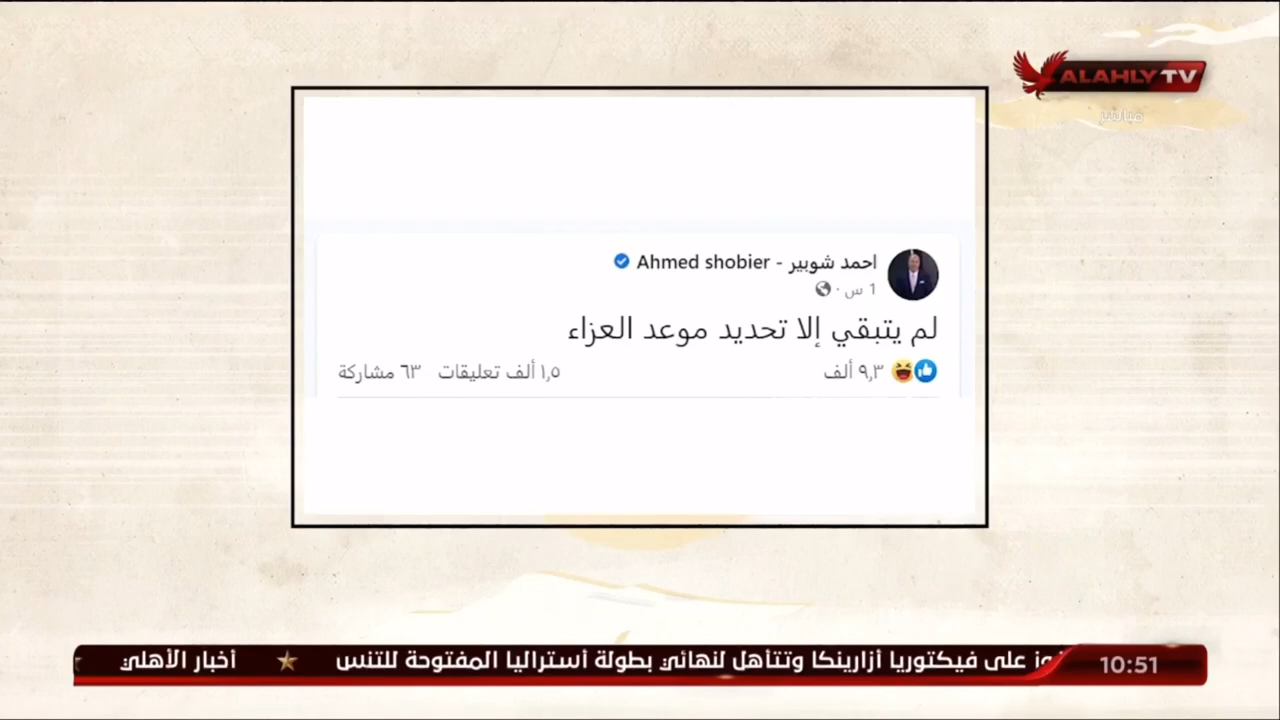 ALAHLY TV
مباشر
احمد شوبير - Ahmed shobier
1 س ·
لم يتبقي إلا تحديد موعد العزاء
٩,٣ ألف
١,٥ ألف تعليقات ٦٣ مشاركة
على فيكتوريا أزارينكا وتتأهل لنهائي بطولة أستراليا المفتوحة للتنس
أخبار الأهلي
10:51